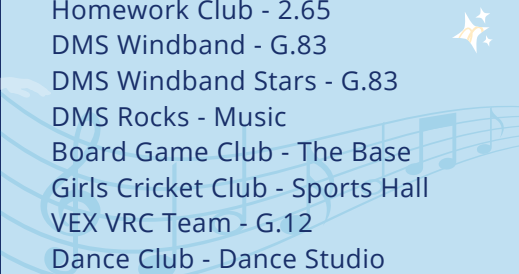 Homework Club - 2.65
DMS Windband - G.83
DMS Windband Stars - G.83
DMS Rocks - Music
Board Game Club - The Base
Girls Cricket Club - Sports Hall
VEX VRC Team - G.12
Dance Club - Dance Studio